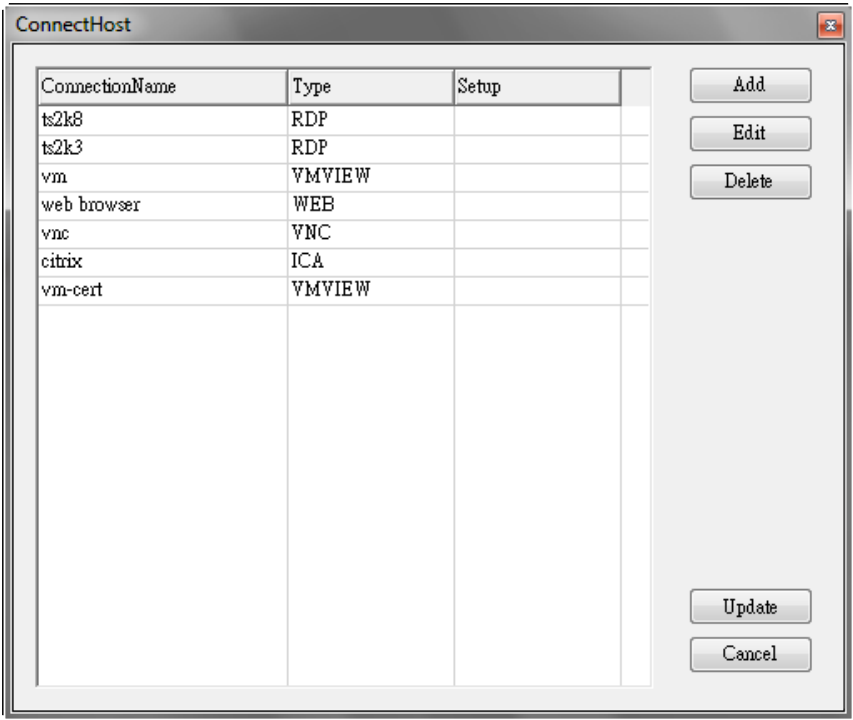 ConnectHost
ConnectionName Type Setup
ts2k8 RDP
ts2k3 RDP
vm VMVIEW
web browser WEB
vnc VNC
citrix ICA
vm-cert VMVIEW
Add
Edit
Delete
Update
Cancel